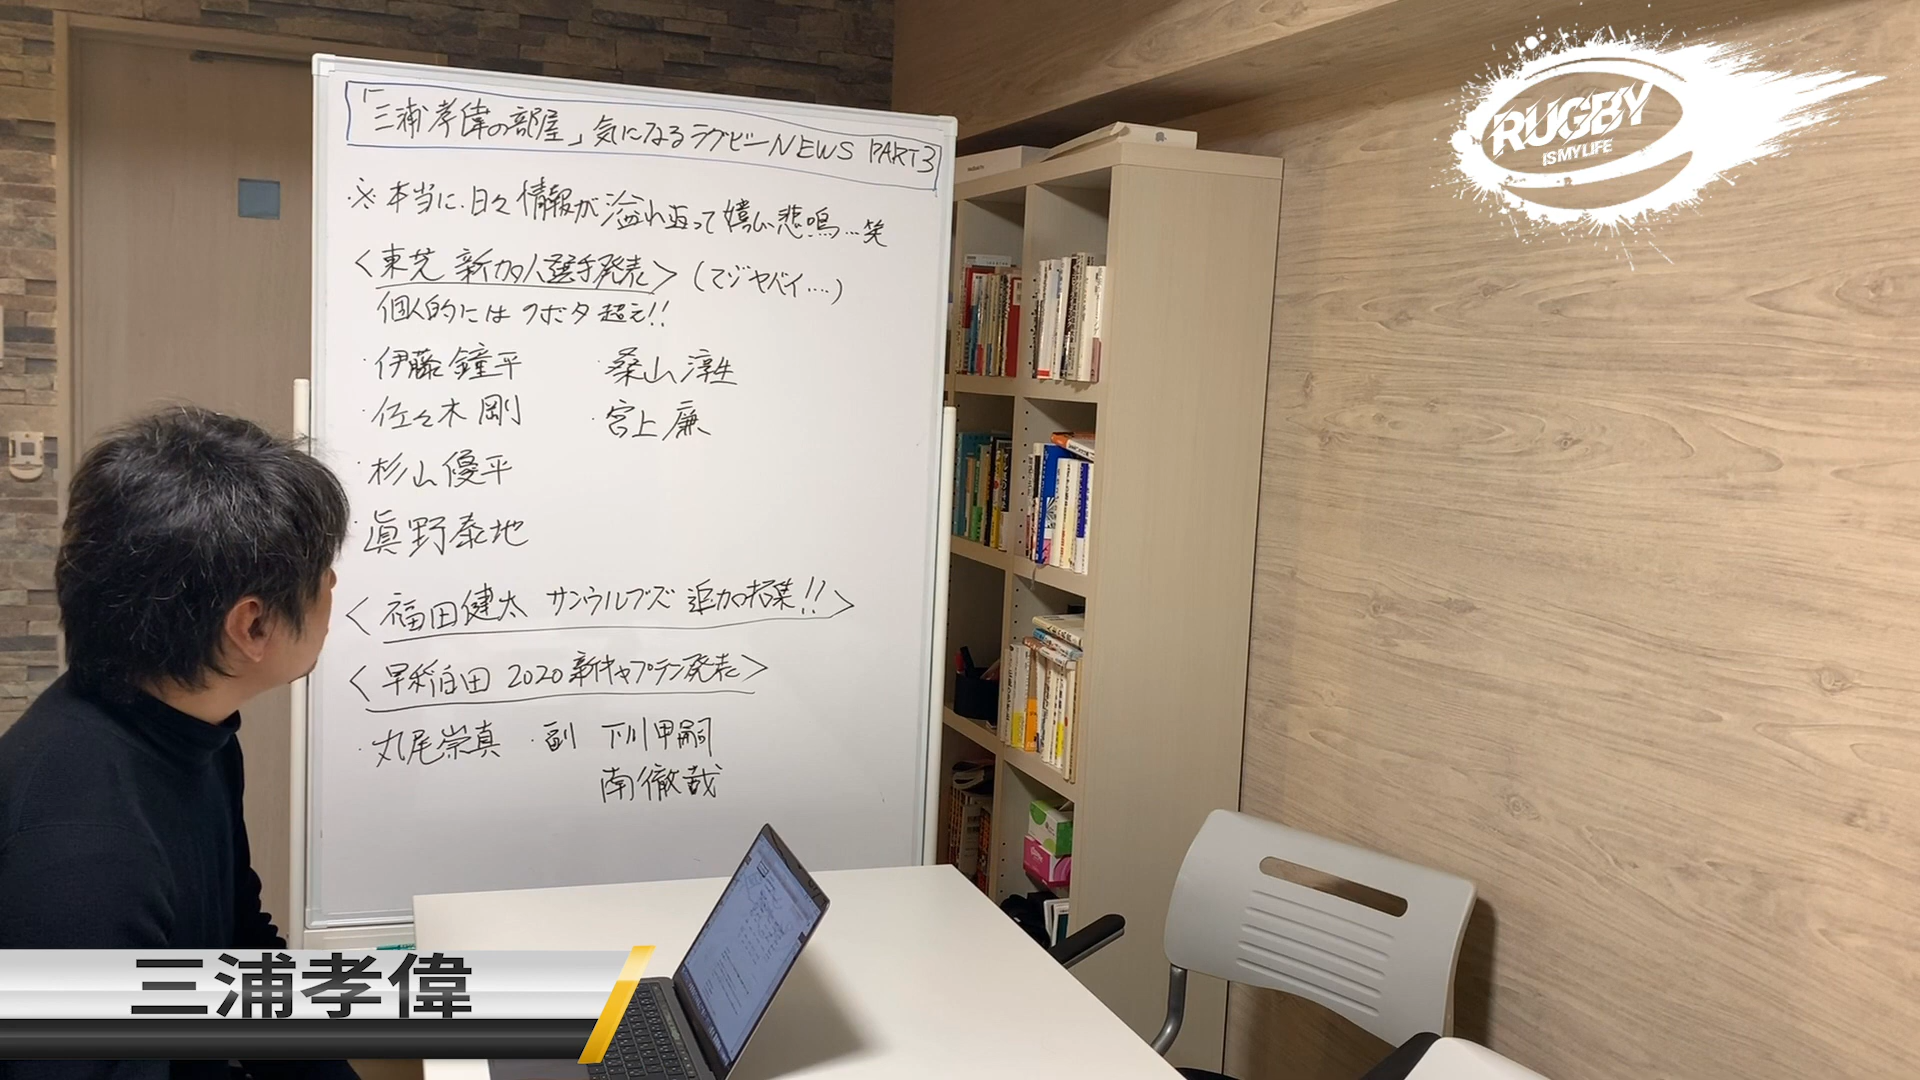 「三浦孝偉の部屋」気になるラグビーNEWS PART3
※本当に日々情報が溢れ返って嬉しい悲鳴…笑
<東芝 新加入選手発表> (マジヤバイ....)
個人的にはクボタ超え!!
・伊藤鐘平 ・桑山淳生
・佐々木剛 ・宮上廉
・杉山優平
・眞野泰地
<福田健太 サンウルブズ 追加招集!!>
<早稲田 2020新キャプテン発表>
・丸尾崇真 ・副 下川甲嗣
南徹哉
三浦孝偉
RUGBY
IS MY LIFE